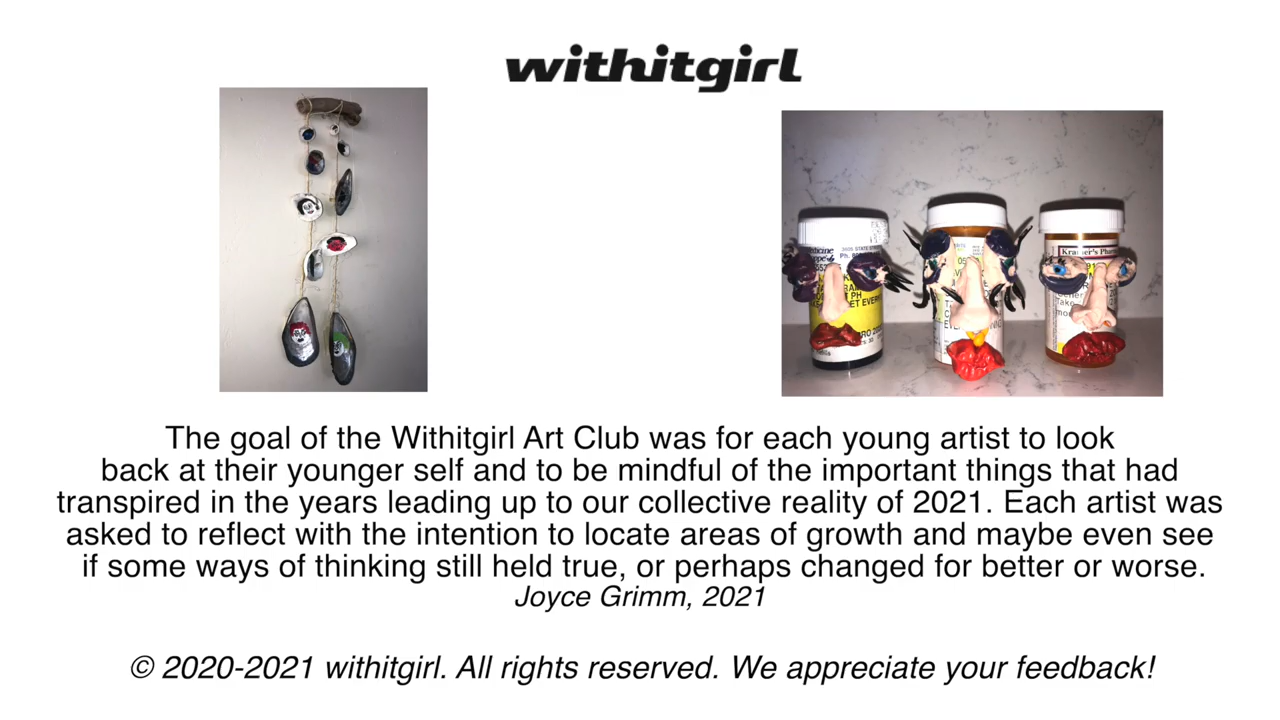 withitgirl
The goal of the Withitgirl Art Club was for each young artist to look
back at their younger self and to be mindful of the important things that had
transpired in the years leading up to our collective reality of 2021. Each artist was
asked to reflect with the intention to locate areas of growth and maybe even see
if some ways of thinking still held true, or perhaps changed for better or worse.
Joyce Grimm, 2021
© 2020-2021 withitgirl. All rights reserved. We appreciate your feedback!